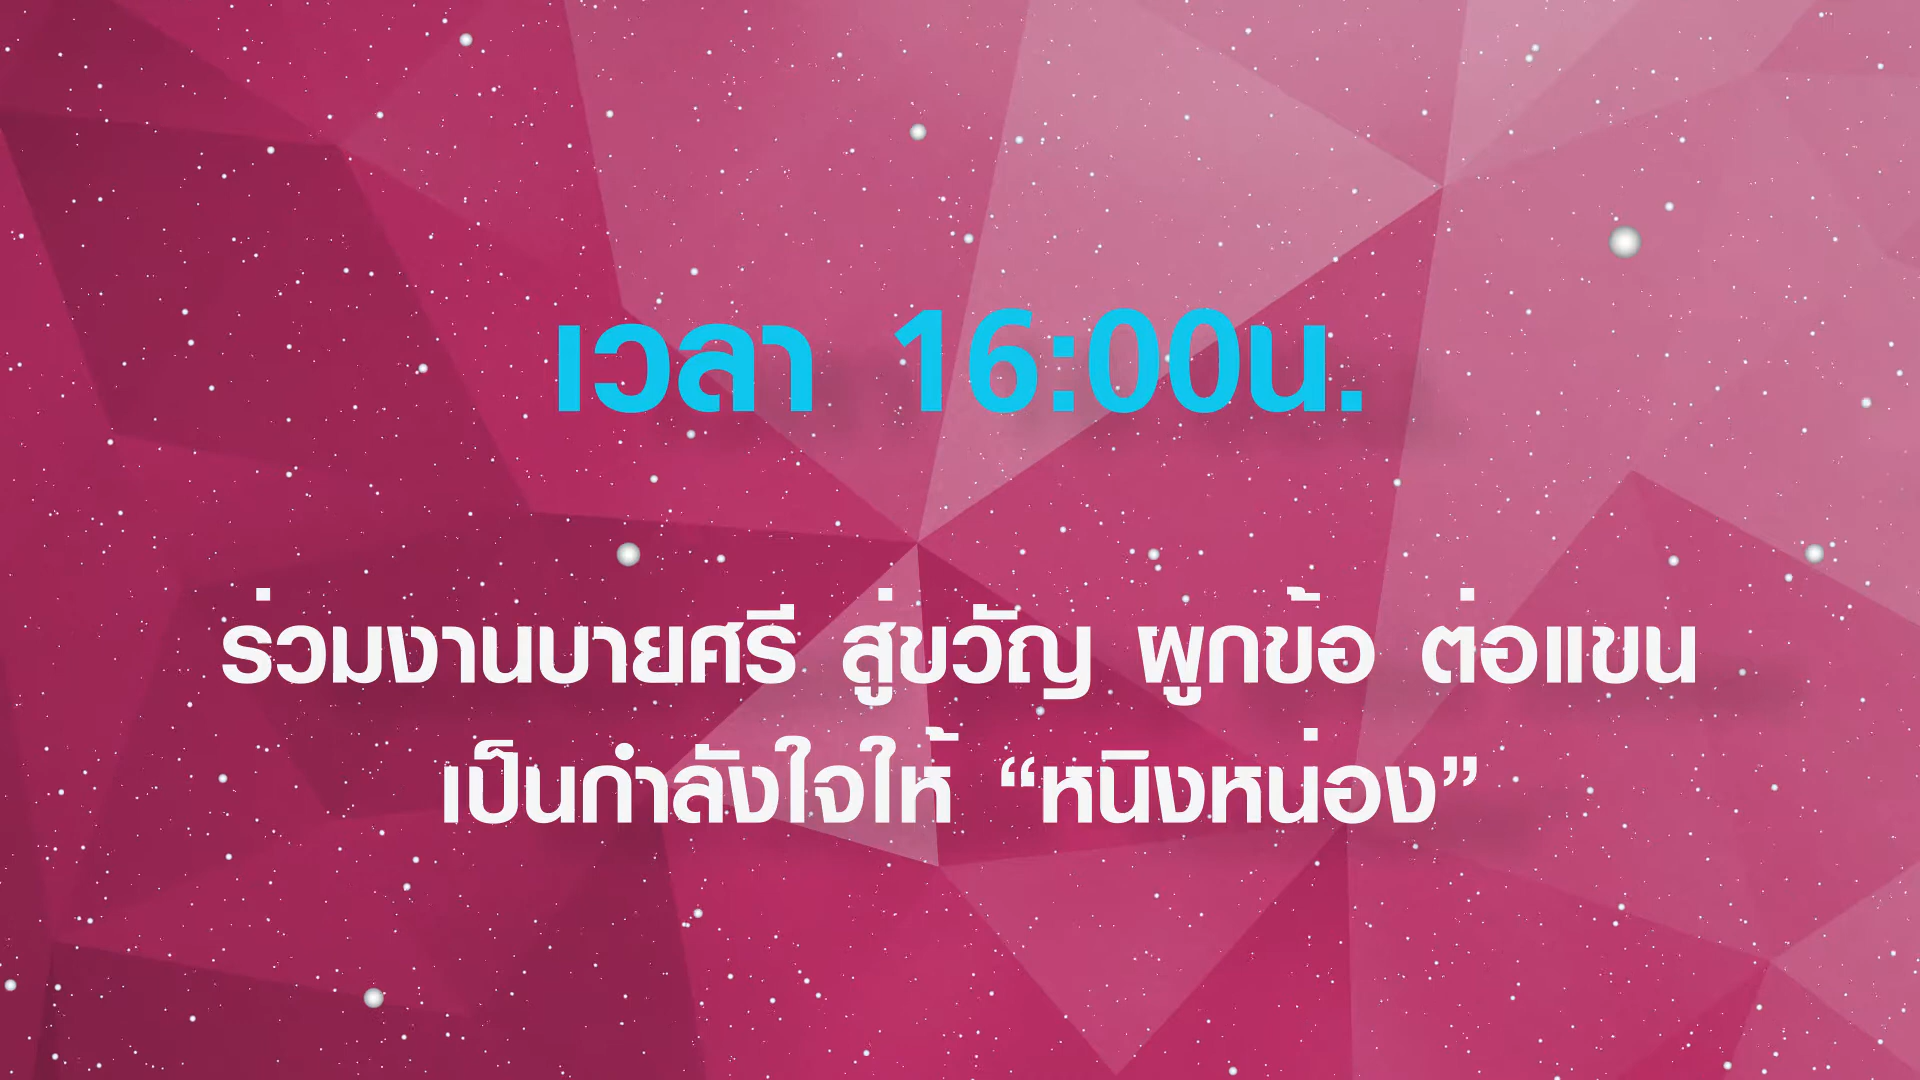 เวลา 16:00น.
ร่วมงานบายศรี สู่ขวัญ ผูกข้อ ต่อแขน
เป็นกำลังใจให้ “หนิงหน่อง”